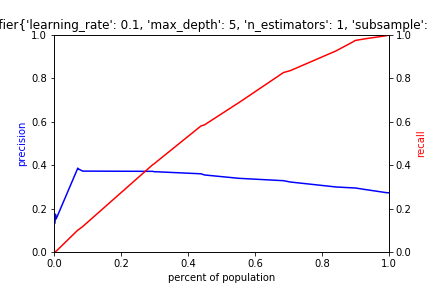 fier{'learning_rate': 0.1, 'max_depth': 5, 'n_estimators': 1, 'subsample':
1.0 1.0
0.8 0.8
0.6 0.6
0.4 0.4
0.2 0.2
0.0 0.0
precision
recall
0.0 0.2 0.4 0.6 0.8 1.0
percent of population